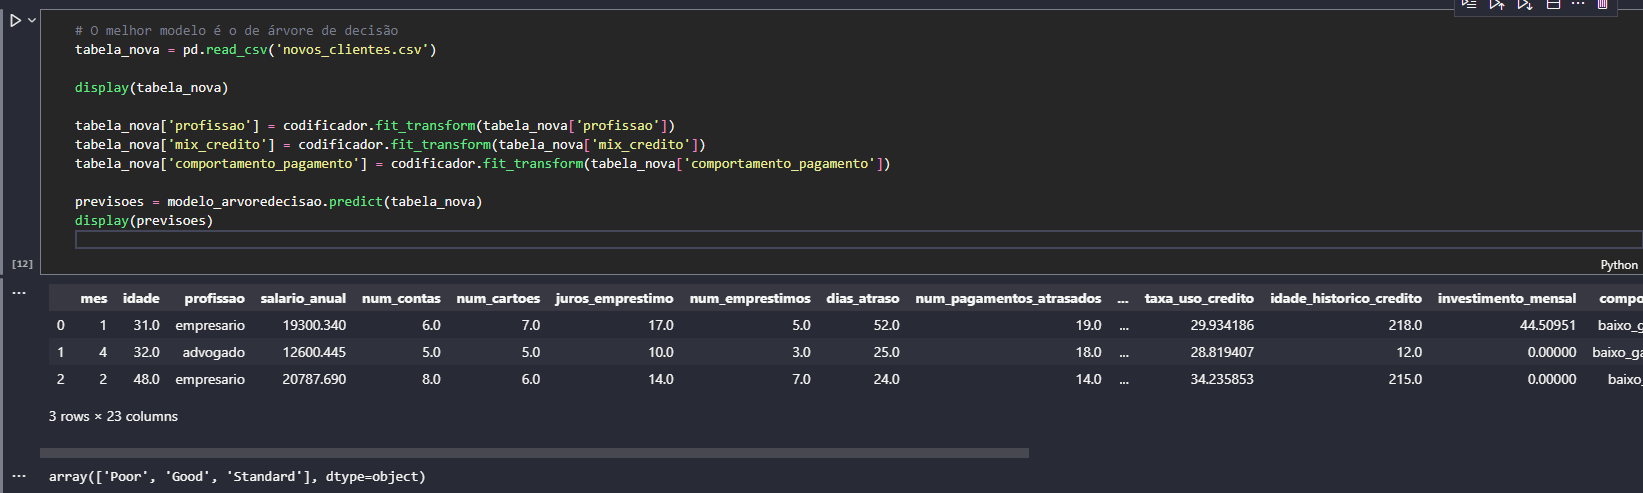 # O melhor modelo é o de árvore de decisão
tabela_nova = pd.read_csv('novos_clientes.csv')
display(tabela_nova)
tabela_nova['profissao'] = codificador.fit_transform(tabela_nova['profissao'])
tabela_nova['mix_credito'] = codificador.fit_transform(tabela_nova['mix_credito'])
tabela_nova['comportamento_pagamento'] = codificador.fit_transform(tabela_nova['comportamento_pagamento'])
previsoes = modelo_arvoredecisao.predict(tabela_nova)
display(previsoes)
[12]
Python
mes idade profissao salario_anual num_contas num_cartoes juros_emprestimo num_emprestimos dias_atraso num_pagamentos_atrasados ... taxa_uso_credito idade_historico_credito investimento_mensal compo
0 1 31.0 empresario 19300.340 6.0 7.0 17.0 5.0 52.0 19.0 ... 29.934186 218.0 44.50951 baixo_g
1 4 32.0 advogado 12600.445 5.0 5.0 10.0 3.0 25.0 18.0 ... 28.819407 12.0 0.00000 baixo_ga
2 2 48.0 empresario 20787.690 8.0 6.0 14.0 7.0 24.0 14.0 ... 34.235853 215.0 0.00000 baixo_
3 rows × 23 columns
array(['Poor', 'Good', 'Standard'], dtype=object)